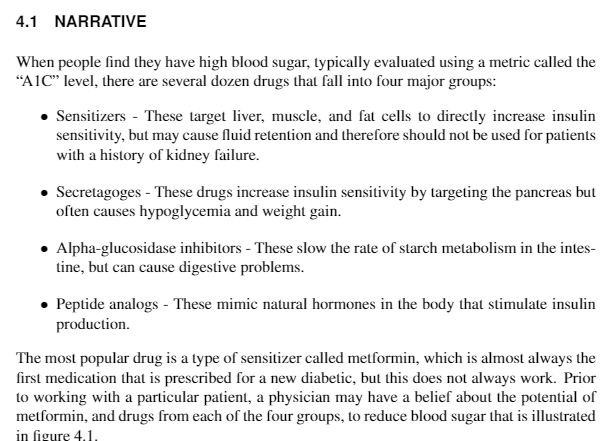 4.1 NARRATIVE
When people find they have high blood sugar, typically evaluated using a metric called the
“A1C” level, there are several dozen drugs that fall into four major groups:
• Sensitizers - These target liver, muscle, and fat cells to directly increase insulin
sensitivity, but may cause fluid retention and therefore should not be used for patients
with a history of kidney failure.
• Secretagoges - These drugs increase insulin sensitivity by targeting the pancreas but
often causes hypoglycemia and weight gain.
• Alpha-glucosidase inhibitors - These slow the rate of starch metabolism in the intes-
tine, but can cause digestive problems.
• Peptide analogs - These mimic natural hormones in the body that stimulate insulin
production.
The most popular drug is a type of sensitizer called metformin, which is almost always the
first medication that is prescribed for a new diabetic, but this does not always work. Prior
to working with a particular patient, a physician may have a belief about the potential of
metformin, and drugs from each of the four groups, to reduce blood sugar that is illustrated
in figure 4.1.